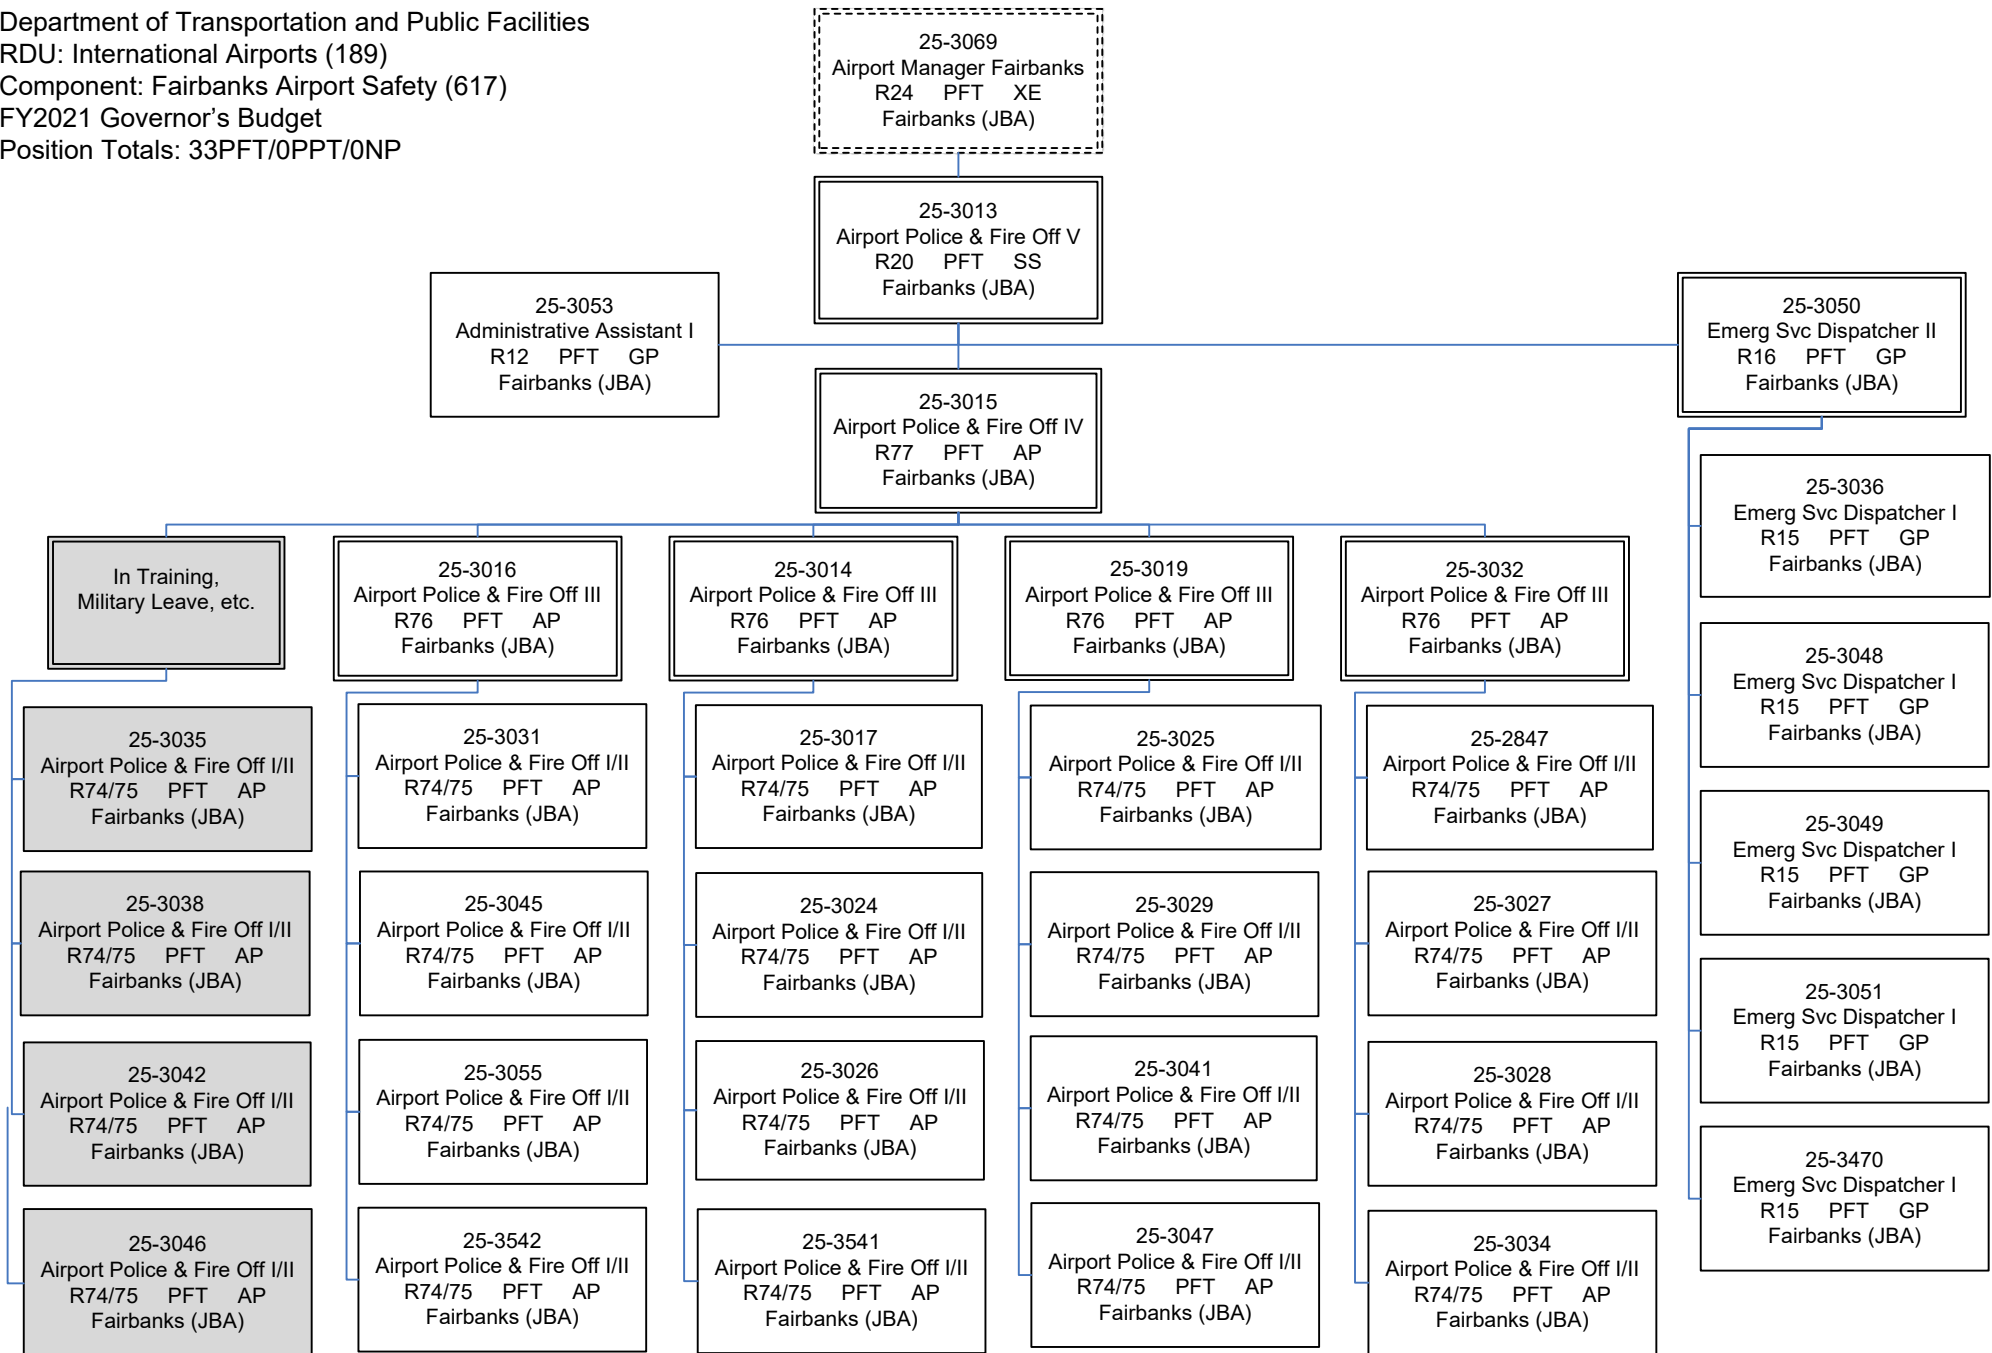 Department of Transportation and Public Facilities
RDU: International Airports (189)
Component: Fairbanks Airport Safety (617)
FY2021 Governor's Budget
Position Totals: 33PFT/0PPT/0NP
25-3069
Airport Manager Fairbanks
R24 PFT XE
Fairbanks (JBA)
25-3013
Airport Police & Fire Off V
R20 PFT SS
Fairbanks (JBA)
25-3053
Administrative Assistant I
R12 PFT GP
Fairbanks (JBA)
25-3050
Emerg Svc Dispatcher II
R16 PFT GP
Fairbanks (JBA)
25-3015
Airport Police & Fire Off IV
R77 PFT AP
Fairbanks (JBA)
In Training,
Military Leave, etc.
25-3035
Airport Police & Fire Off I/II
R74/75 PFT AP
Fairbanks (JBA)
25-3038
Airport Police & Fire Off I/II
R74/75 PFT AP
Fairbanks (JBA)
25-3042
Airport Police & Fire Off I/II
R74/75 PFT AP
Fairbanks (JBA)
25-3046
Airport Police & Fire Off I/II
R74/75 PFT AP
Fairbanks (JBA)
25-3016
Airport Police & Fire Off III
R76 PFT AP
Fairbanks (JBA)
25-3031
Airport Police & Fire Off I/II
R74/75 PFT AP
Fairbanks (JBA)
25-3045
Airport Police & Fire Off I/II
R74/75 PFT AP
Fairbanks (JBA)
25-3055
Airport Police & Fire Off I/II
R74/75 PFT AP
Fairbanks (JBA)
25-3542
Airport Police & Fire Off I/II
R74/75 PFT AP
Fairbanks (JBA)
25-3014
Airport Police & Fire Off III
R76 PFT AP
Fairbanks (JBA)
25-3017
Airport Police & Fire Off I/II
R74/75 PFT AP
Fairbanks (JBA)
25-3024
Airport Police & Fire Off I/II
R74/75 PFT AP
Fairbanks (JBA)
25-3026
Airport Police & Fire Off I/II
R74/75 PFT AP
Fairbanks (JBA)
25-3541
Airport Police & Fire Off I/II
R74/75 PFT AP
Fairbanks (JBA)
25-3019
Airport Police & Fire Off III
R76 PFT AP
Fairbanks (JBA)
25-3025
Airport Police & Fire Off I/II
R74/75 PFT AP
Fairbanks (JBA)
25-3029
Airport Police & Fire Off I/II
R74/75 PFT AP
Fairbanks (JBA)
25-3041
Airport Police & Fire Off I/II
R74/75 PFT AP
Fairbanks (JBA)
25-3047
Airport Police & Fire Off I/II
R74/75 PFT AP
Fairbanks (JBA)
25-3032
Airport Police & Fire Off III
R76 PFT AP
Fairbanks (JBA)
25-2847
Airport Police & Fire Off I/II
R74/75 PFT AP
Fairbanks (JBA)
25-3027
Airport Police & Fire Off I/II
R74/75 PFT AP
Fairbanks (JBA)
25-3028
Airport Police & Fire Off I/II
R74/75 PFT AP
Fairbanks (JBA)
25-3034
Airport Police & Fire Off I/II
R74/75 PFT AP
Fairbanks (JBA)
25-3036
Emerg Svc Dispatcher I
R15 PFT GP
Fairbanks (JBA)
25-3048
Emerg Svc Dispatcher I
R15 PFT GP
Fairbanks (JBA)
25-3049
Emerg Svc Dispatcher I
R15 PFT GP
Fairbanks (JBA)
25-3051
Emerg Svc Dispatcher I
R15 PFT GP
Fairbanks (JBA)
25-3470
Emerg Svc Dispatcher I
R15 PFT GP
Fairbanks (JBA)